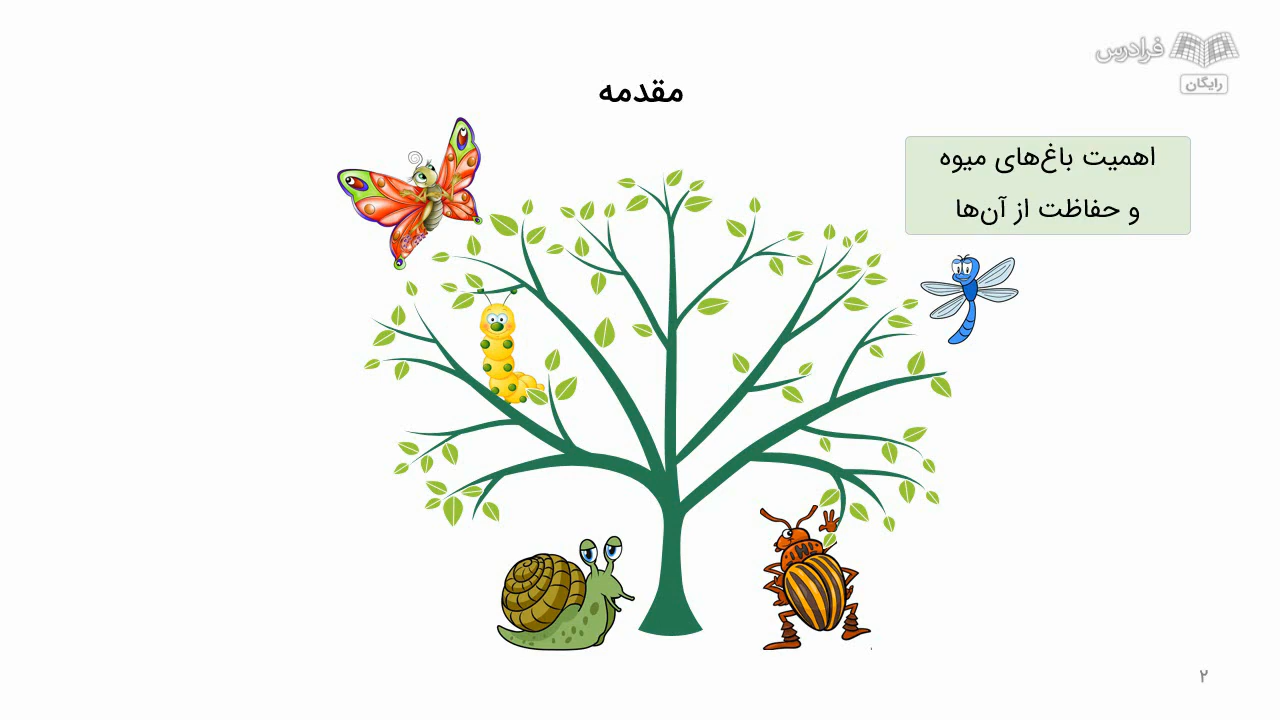 فرادرس
رایگان
مقدمه
اهمیت باغ‌های میوه
و حفاظت از آن‌ها
۲